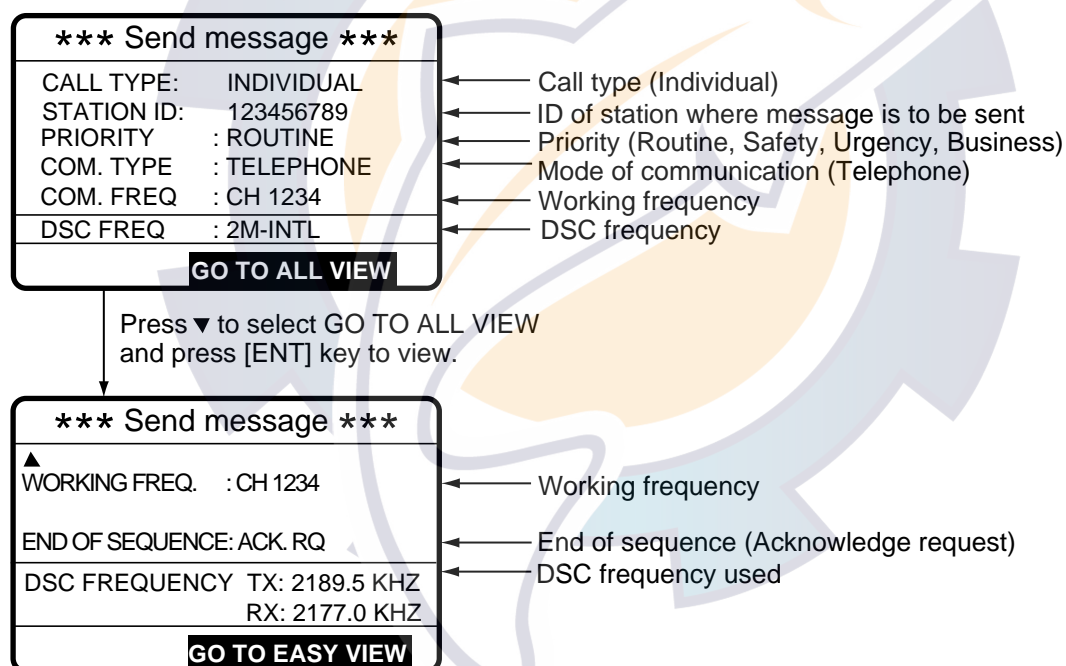 *** Send message ***
CALL TYPE: INDIVIDUAL
STATION ID: 123456789
PRIORITY : ROUTINE
COM. TYPE : TELEPHONE
COM. FREQ : CH 1234
DSC FREQ : 2M-INTL
GO TO ALL VIEW
Call type (Individual)
ID of station where message is to be sent
Priority (Routine, Safety, Urgency, Business)
Mode of communication (Telephone)
Working frequency
DSC frequency
Press ▼ to select GO TO ALL VIEW
and press [ENT] key to view.
*** Send message ***
▲
WORKING FREQ. : CH 1234
END OF SEQUENCE: ACK. RQ
DSC FREQUENCY TX: 2189.5 KHZ
RX: 2177.0 KHZ
GO TO EASY VIEW
Working frequency
End of sequence (Acknowledge request)
DSC frequency used